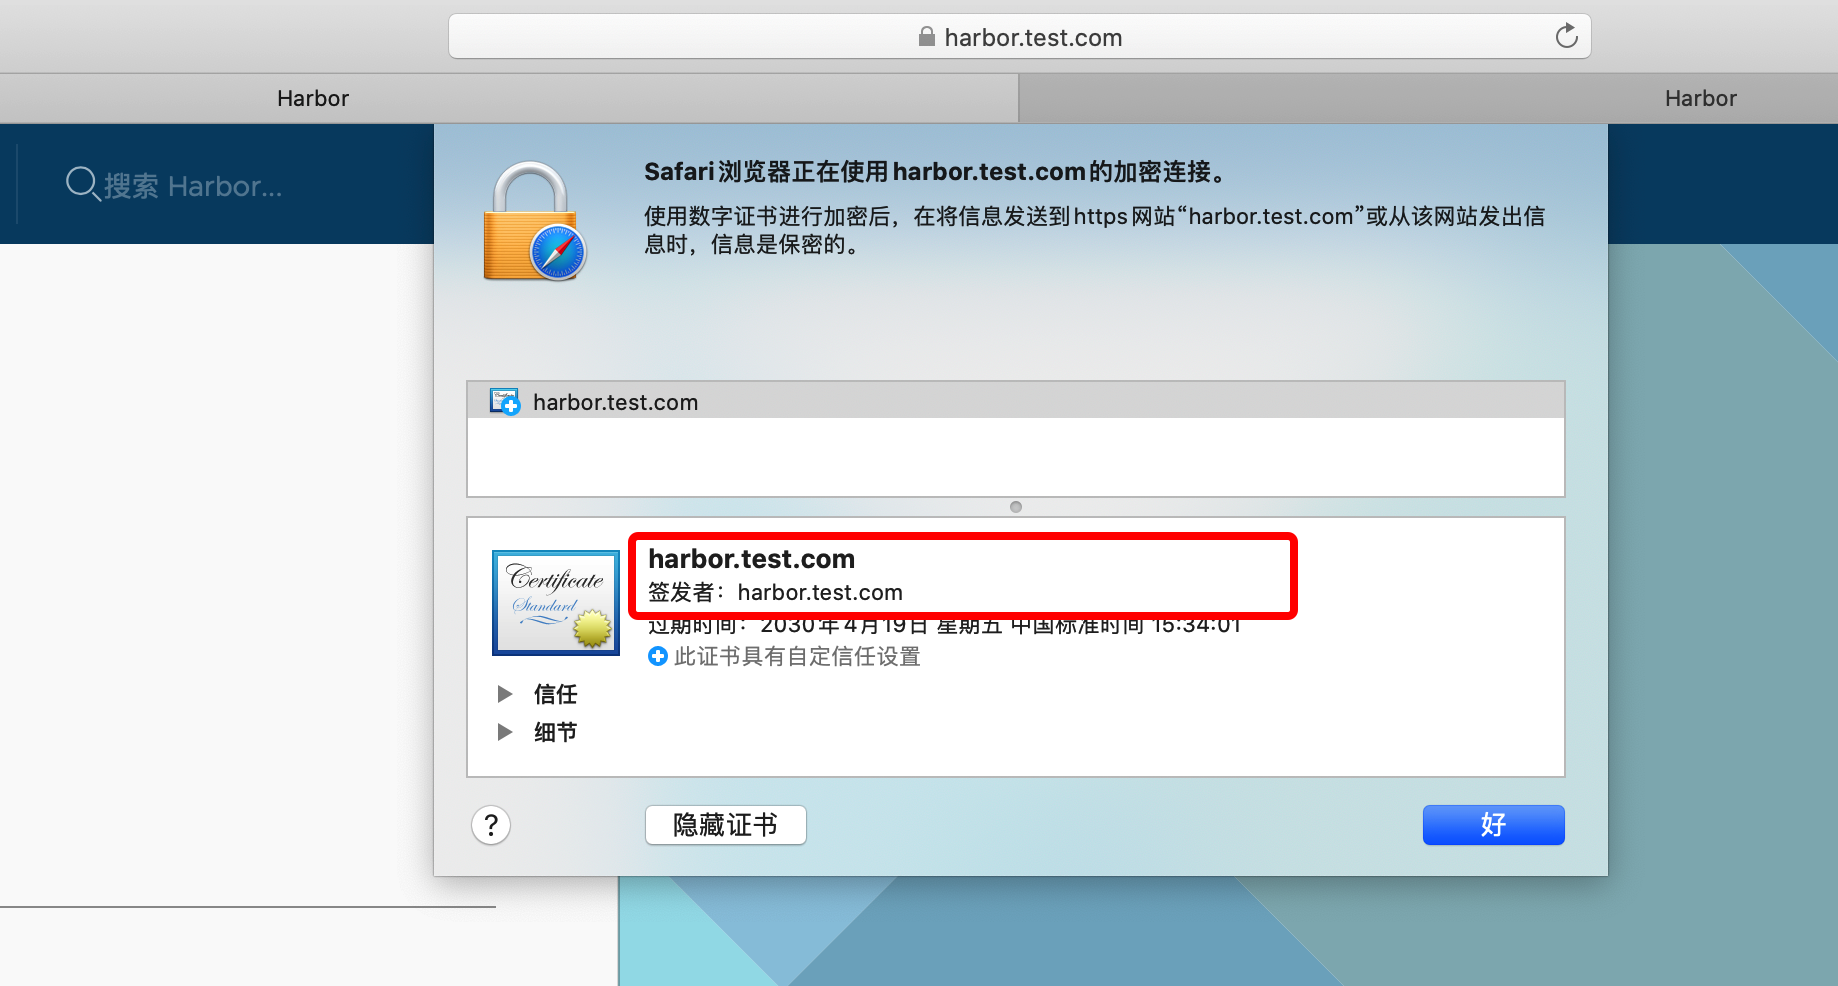 harbor.test.com
Harbor
Harbor
搜索 Harbor...
Safari 浏览器正在使用harbor.test.com的加密连接。
使用数字证书进行加密后，在将信息发送到https网站“harbor.test.com”或从该网站发出信
息时，信息是保密的。
harbor.test.com
Certificate
Standard
harbor.test.com
签发者：harbor.test.com
过期时间：2030年4月19日 星期五 中国标准时间 15:34:01
此证书具有自定信任设置
信任
细节
?
隐藏证书
好